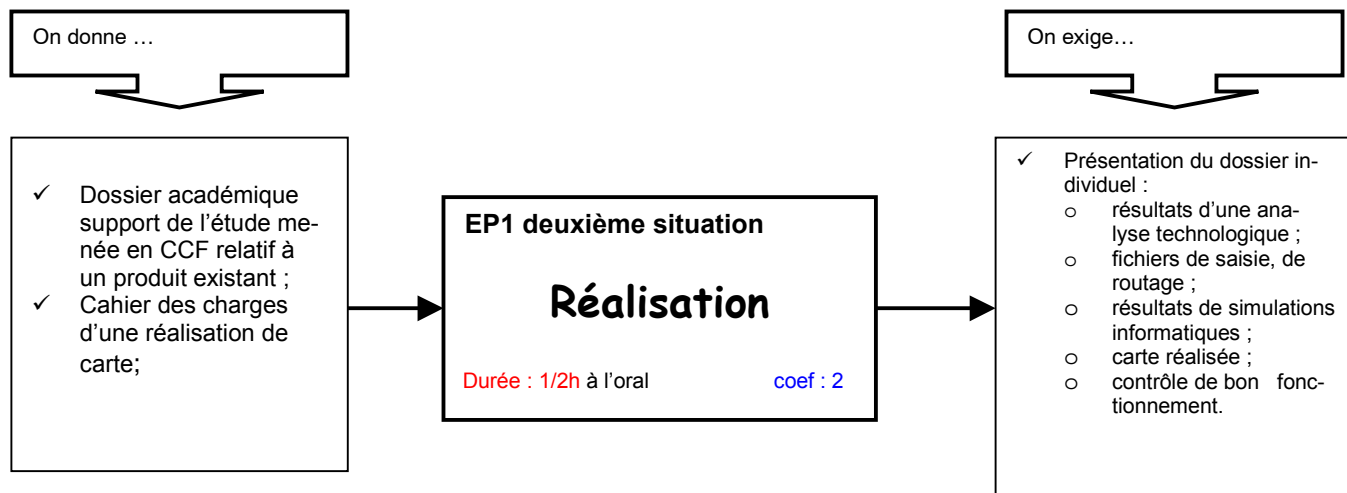 On donne …
✓ Dossier académique
support de l’étude me-
née en CCF relatif à
un produit existant ;
✓ Cahier des charges
d’une réalisation de
carte;
EP1 deuxième situation
Réalisation
Durée : 1/2h à l’oral coef : 2
On exige…
✓ Présentation du dossier in-
dividuel :
o résultats d’une ana-
lyse technologique ;
o fichiers de saisie, de
routage ;
o résultats de simulations
informatiques ;
o carte réalisée ;
o contrôle de bon fonc-
tionnement.